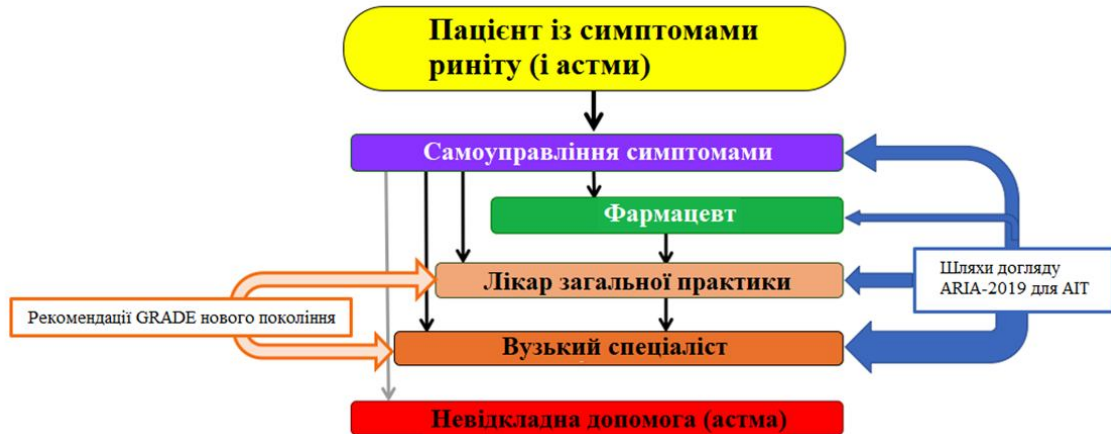 Пацієнт із симптомами
риніту (і астми)
Самоуправління симптомами
Фармацевт
Шляхи догляду
ARIA-2019 для АІТ
Лікар загальної практики
Рекомендації GRADE нового покоління
Вузький спеціаліст
Невідкладна допомога (астма)